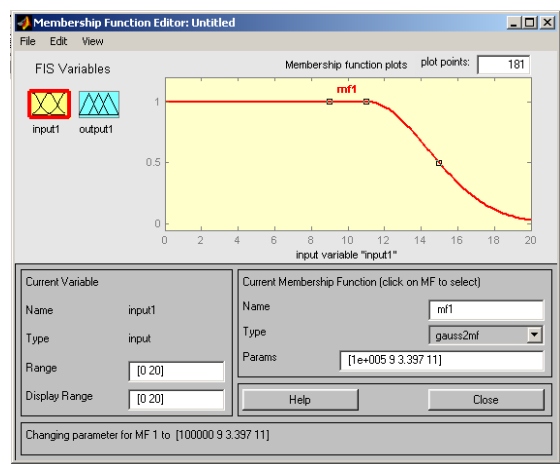 Membership Function Editor: Untitled
File Edit View
FIS Variables
Membership function plots plot points: 181
input1 output1
mf1
1
0.5
0
0 2 4 6 8 10 12 14 16 18 20
input variable "input1"
Current Variable
Name input1
Type input
Range [0 20]
Display Range [0 20]
Current Membership Function (click on MF to select)
Name mf1
Type gauss2mf
Params [1e+005 9 3.397 11]
Help Close
Changing parameter for MF 1 to [100000 9 3.397 11]